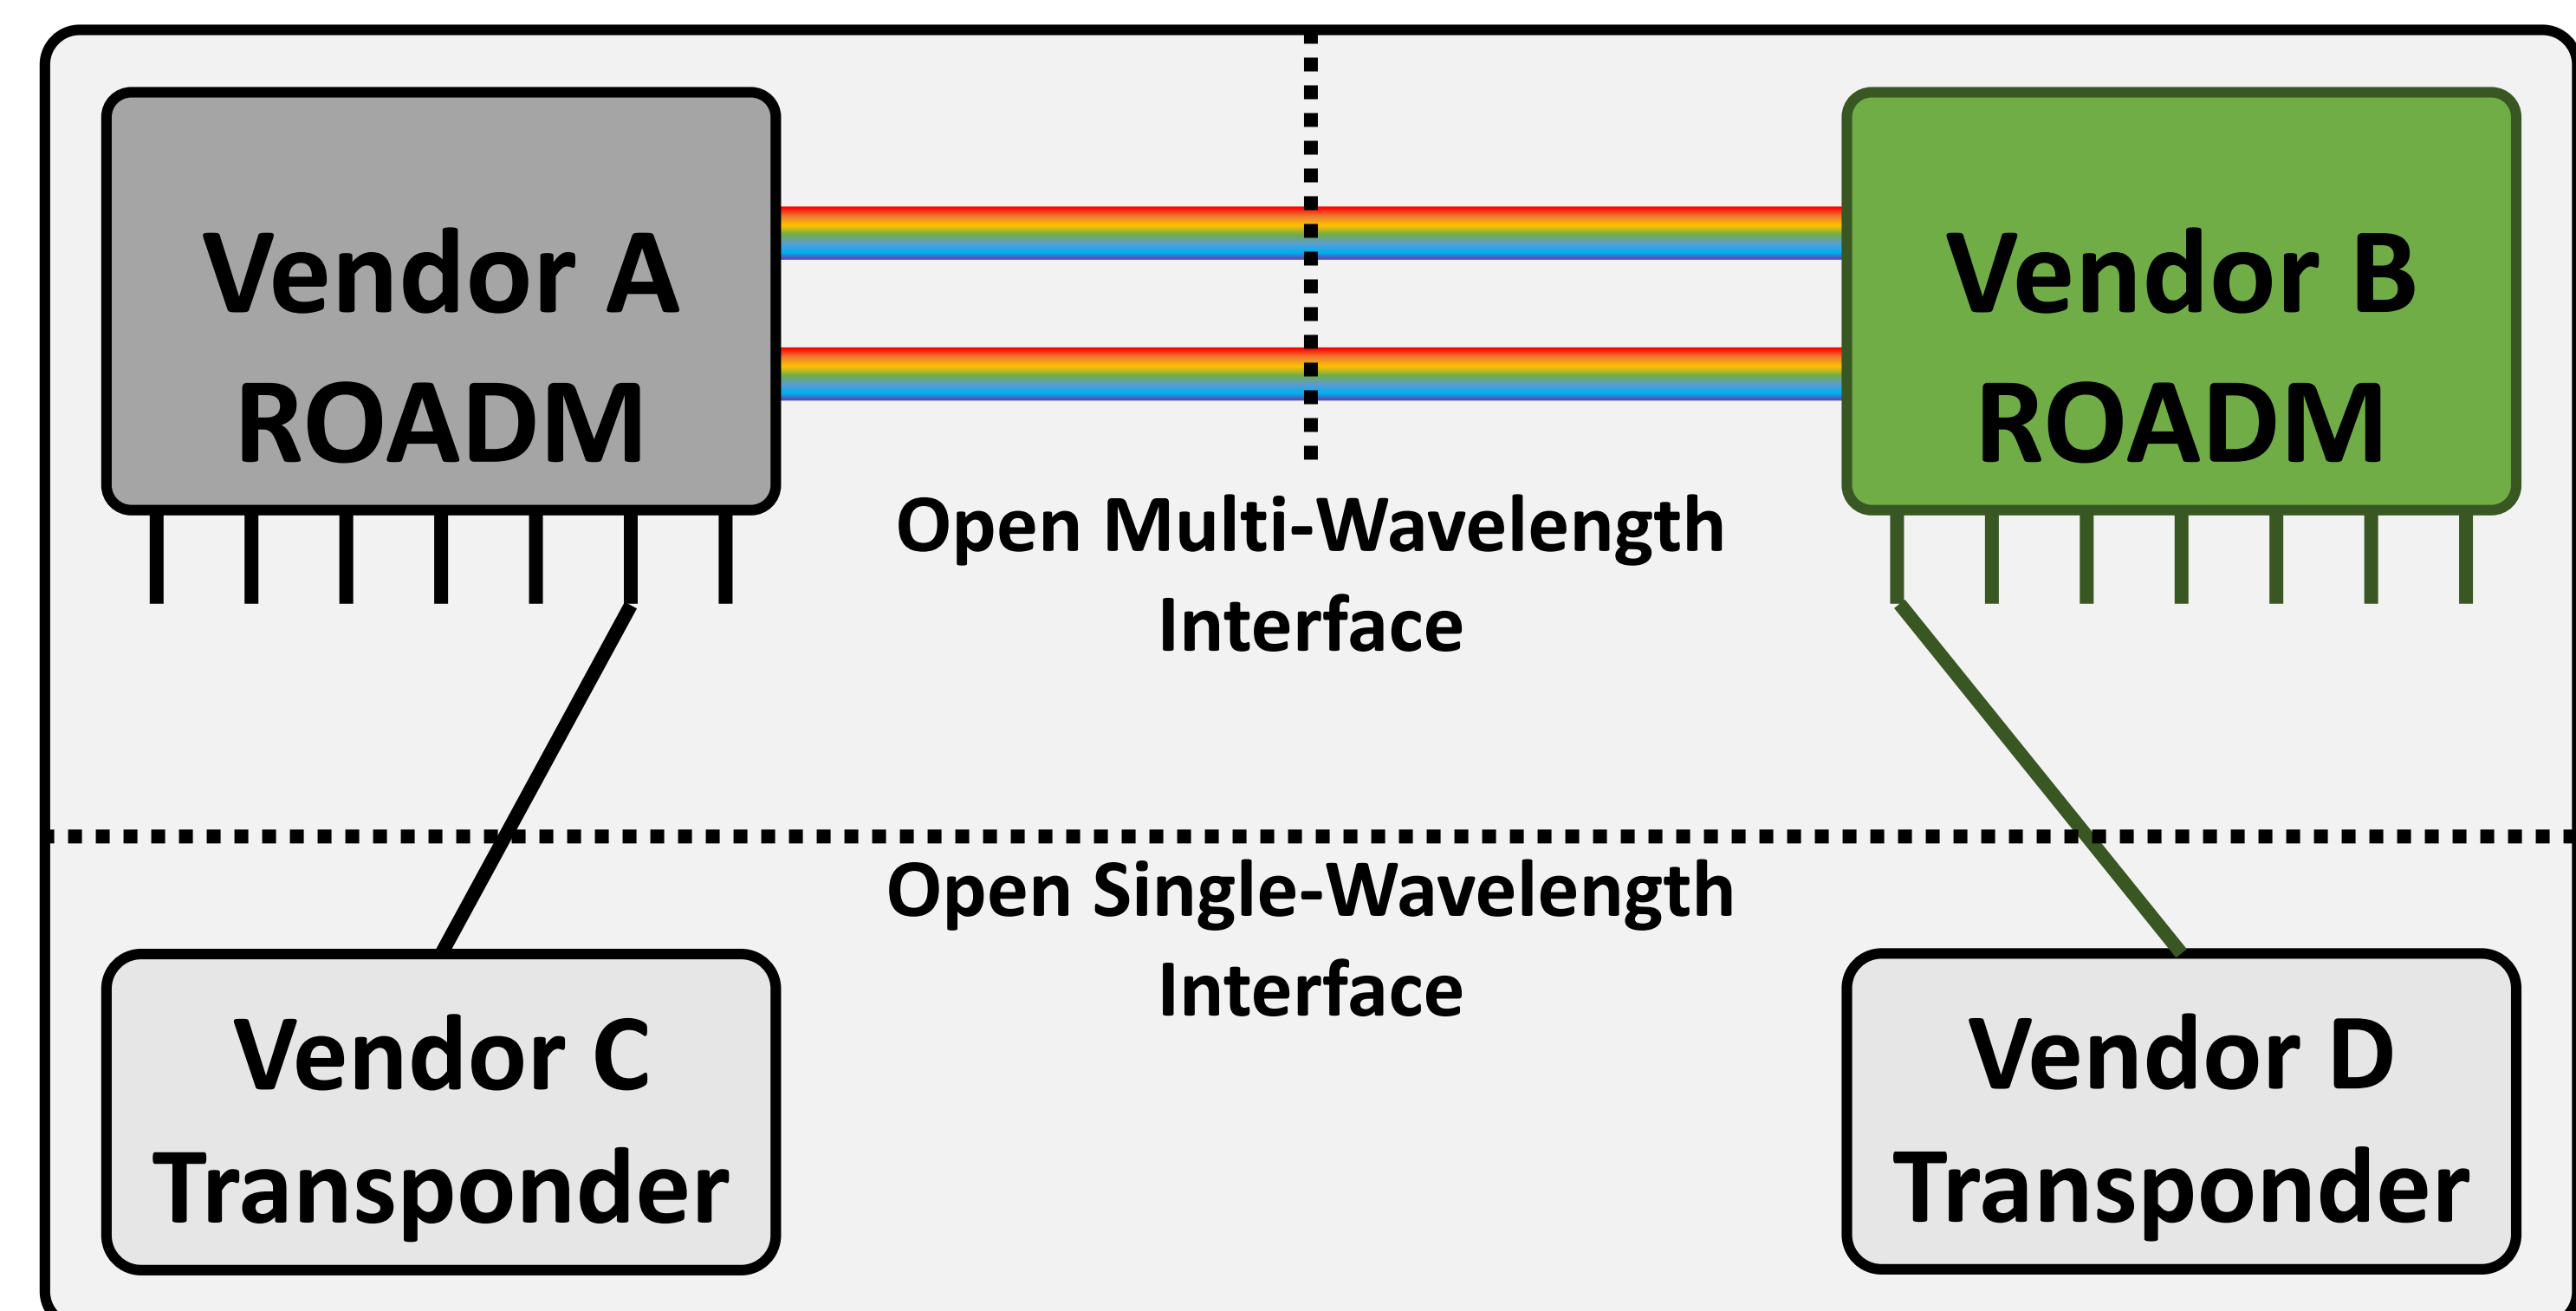 Vendor A
ROADM
Vendor B
ROADM
Open Multi-Wavelength
Interface
Open Single-Wavelength
Interface
Vendor C
Transponder
Vendor D
Transponder